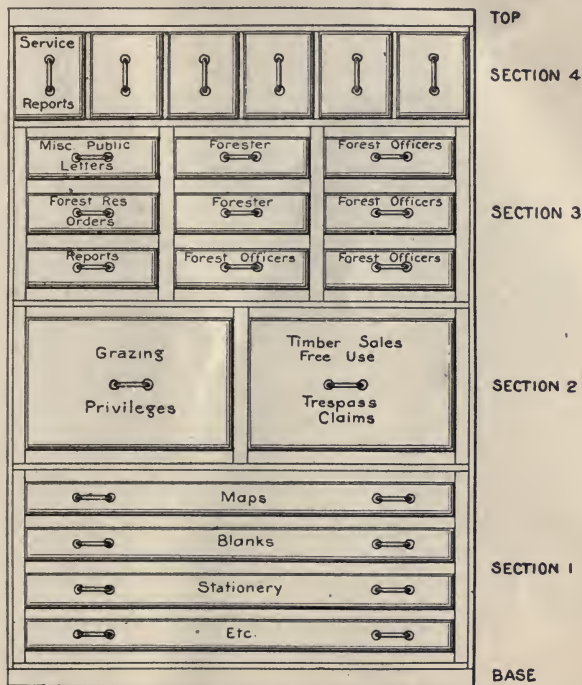 TOP
Service
Reports
SECTION 4
Misc. Public
Letters
Forester
Forest Officers
Forest Res
Orders
Forester
Forest Officers
SECTION 3
Reports
Forest Officers
Forest Officers
Grazing
Privileges
Timber Sales
Free Use
Trespass
Claims
SECTION 2
Maps
Blanks
Stationery
Etc.
SECTION 1
BASE